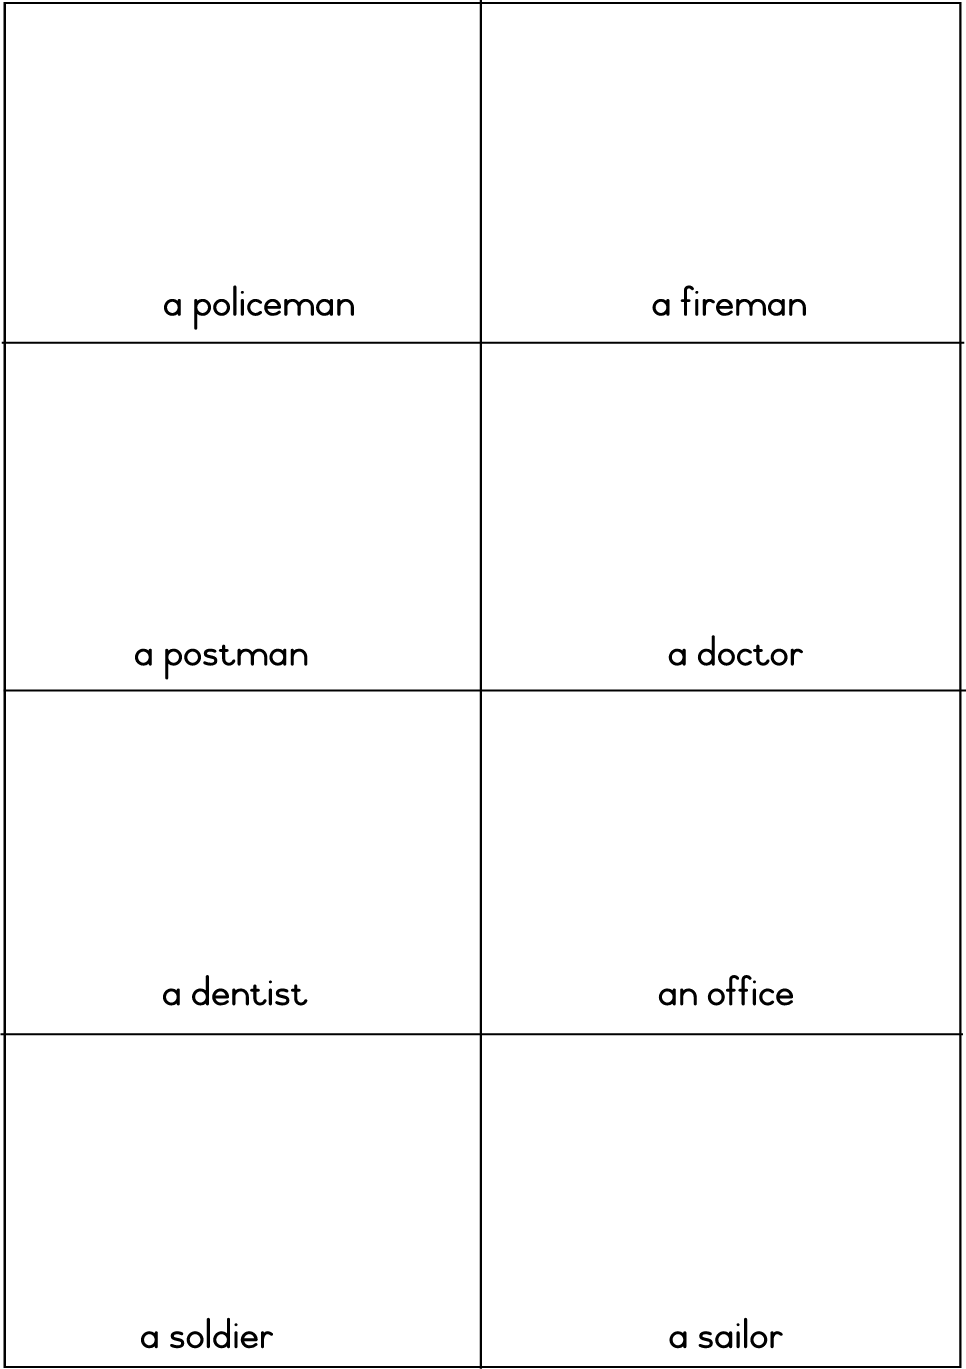 a policeman
a fireman
a postman
a doctor
a dentist
an office
a soldier
a sailor